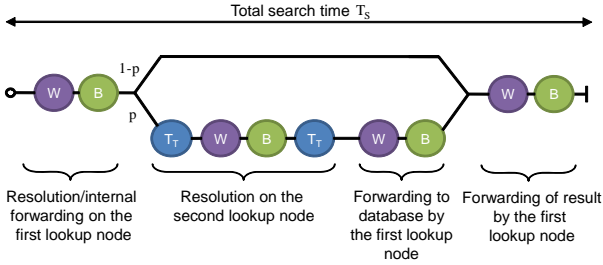 Total search time T_S
1-p
p
W B
T_T W B T_T W B
W B
Resolution/internal
forwarding on the
first lookup node
Resolution on the
second lookup node
Forwarding to
database by
the first lookup
node
Forwarding of result
by the first
lookup node